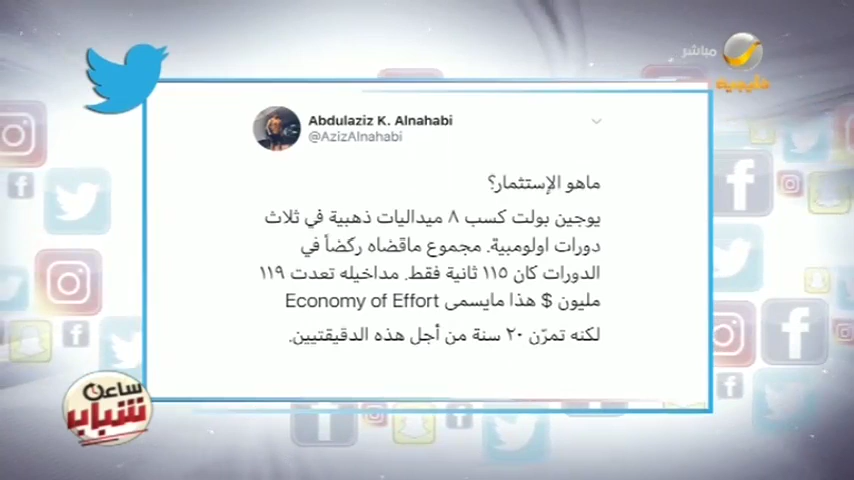 مباشر
خليجية
Abdulaziz K. Alnahabi
@AzizAlnahabi
ماهو الإستثمار؟
يوجين بولت كسب ٨ ميداليات ذهبية في ثلاث
دورات اولومبية. مجموع ماقضاه ركضاً في
الدورات كان ١١٥ ثانية فقط. مداخيله تعدت ١١٩
مليون $ هذا مايسمى Economy of Effort
لكنه تمرّن ٢٠ سنة من أجل هذه الدقيقتيين.
ساعة
شباب